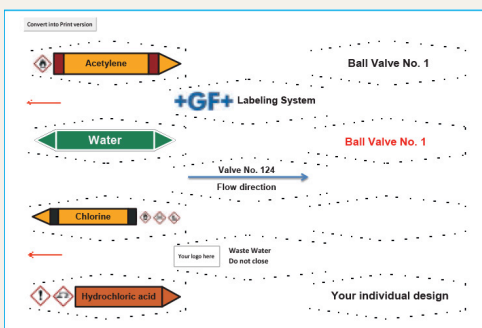 Convert into Print version
Acetylene
Ball Valve No. 1
+GF+ Labeling System
Water
Ball Valve No. 1
Valve No. 124
Flow direction
Chlorine
Your logo here
Waste Water
Do not close
Hydrochloric acid
Your individual design